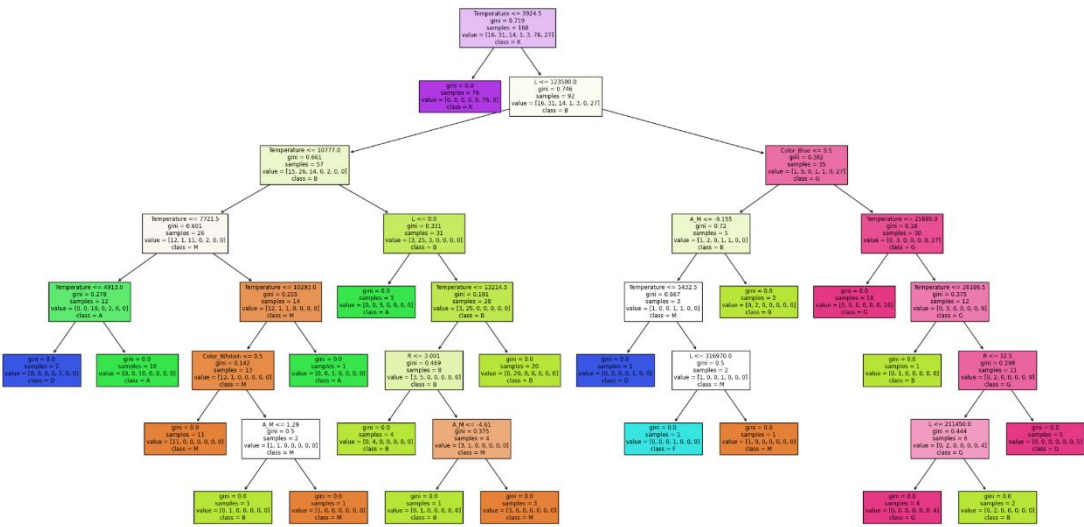 Temperature <= 3924.5
gini = 0.719
samples = 168
value = [16, 31, 14, 1, 3, 76, 27]
class = K
gini = 0.0
samples = 76
value = [0, 0, 0, 0, 0, 76, 0]
class = K
L <= 123500.0
gini = 0.746
samples = 92
value = [16, 31, 14, 1, 3, 0, 27]
class = B
Temperature <= 10777.0
gini = 0.661
samples = 57
value = [15, 26, 14, 0, 2, 0, 0]
class = B
Color_Blue <= 0.5
gini = 0.382
samples = 35
value = [1, 5, 0, 1, 1, 0, 27]
class = G
Temperature <= 7721.5
gini = 0.601
samples = 26
value = [12, 1, 11, 0, 2, 0, 0]
class = M
L <= 0.0
gini = 0.331
samples = 31
value = [3, 25, 3, 0, 0, 0, 0]
class = B
A_M <= -9.155
gini = 0.72
samples = 5
value = [1, 2, 0, 1, 1, 0, 0]
class = B
Temperature <= 25695.0
gini = 0.18
samples = 30
value = [0, 3, 0, 0, 0, 0, 27]
class = G
Temperature <= 4913.0
gini = 0.278
samples = 12
value = [0, 0, 10, 0, 2, 0, 0]
class = A
Temperature <= 10293.0
gini = 0.255
samples = 14
value = [12, 1, 1, 0, 0, 0, 0]
class = M
gini = 0.0
samples = 3
value = [0, 0, 3, 0, 0, 0, 0]
class = A
Temperature <= 13214.5
gini = 0.191
samples = 28
value = [3, 25, 0, 0, 0, 0, 0]
class = B
Temperature <= 5432.5
gini = 0.667
samples = 3
value = [1, 0, 0, 1, 1, 0, 0]
class = M
gini = 0.0
samples = 2
value = [0, 2, 0, 0, 0, 0, 0]
class = B
gini = 0.0
samples = 18
value = [0, 0, 0, 0, 0, 0, 18]
class = G
Temperature <= 26186.5
gini = 0.375
samples = 12
value = [0, 3, 0, 0, 0, 0, 9]
class = G
gini = 0.0
samples = 2
value = [0, 0, 0, 0, 2, 0, 0]
class = O
gini = 0.0
samples = 10
value = [0, 0, 10, 0, 0, 0, 0]
class = A
Color_Whitish <= 0.5
gini = 0.142
samples = 13
value = [12, 1, 0, 0, 0, 0, 0]
class = M
gini = 0.0
samples = 1
value = [0, 0, 1, 0, 0, 0, 0]
class = A
R <= 3.001
gini = 0.469
samples = 8
value = [3, 5, 0, 0, 0, 0, 0]
class = B
gini = 0.0
samples = 20
value = [0, 20, 0, 0, 0, 0, 0]
class = B
gini = 0.0
samples = 1
value = [0, 0, 0, 0, 1, 0, 0]
class = O
L <= 316970.0
gini = 0.5
samples = 2
value = [1, 0, 0, 1, 0, 0, 0]
class = M
gini = 0.0
samples = 1
value = [0, 1, 0, 0, 0, 0, 0]
class = B
R <= 32.5
gini = 0.298
samples = 11
value = [0, 2, 0, 0, 0, 0, 9]
class = G
gini = 0.0
samples = 11
value = [11, 0, 0, 0, 0, 0, 0]
class = M
A_M <= 1.29
gini = 0.5
samples = 2
value = [1, 1, 0, 0, 0, 0, 0]
class = M
gini = 0.0
samples = 4
value = [0, 4, 0, 0, 0, 0, 0]
class = B
A_M <= -4.61
gini = 0.375
samples = 4
value = [3, 1, 0, 0, 0, 0, 0]
class = M
gini = 0.0
samples = 1
value = [0, 0, 0, 1, 0, 0, 0]
class = F
gini = 0.0
samples = 1
value = [1, 0, 0, 0, 0, 0, 0]
class = M
L <= 211450.0
gini = 0.444
samples = 6
value = [0, 2, 0, 0, 0, 0, 4]
class = G
gini = 0.0
samples = 5
value = [0, 0, 0, 0, 0, 0, 5]
class = G
gini = 0.0
samples = 1
value = [0, 1, 0, 0, 0, 0, 0]
class = B
gini = 0.0
samples = 1
value = [1, 0, 0, 0, 0, 0, 0]
class = M
gini = 0.0
samples = 1
value = [0, 1, 0, 0, 0, 0, 0]
class = B
gini = 0.0
samples = 3
value = [3, 0, 0, 0, 0, 0, 0]
class = M
gini = 0.0
samples = 4
value = [0, 0, 0, 0, 0, 0, 4]
class = G
gini = 0.0
samples = 2
value = [0, 2, 0, 0, 0, 0, 0]
class = B